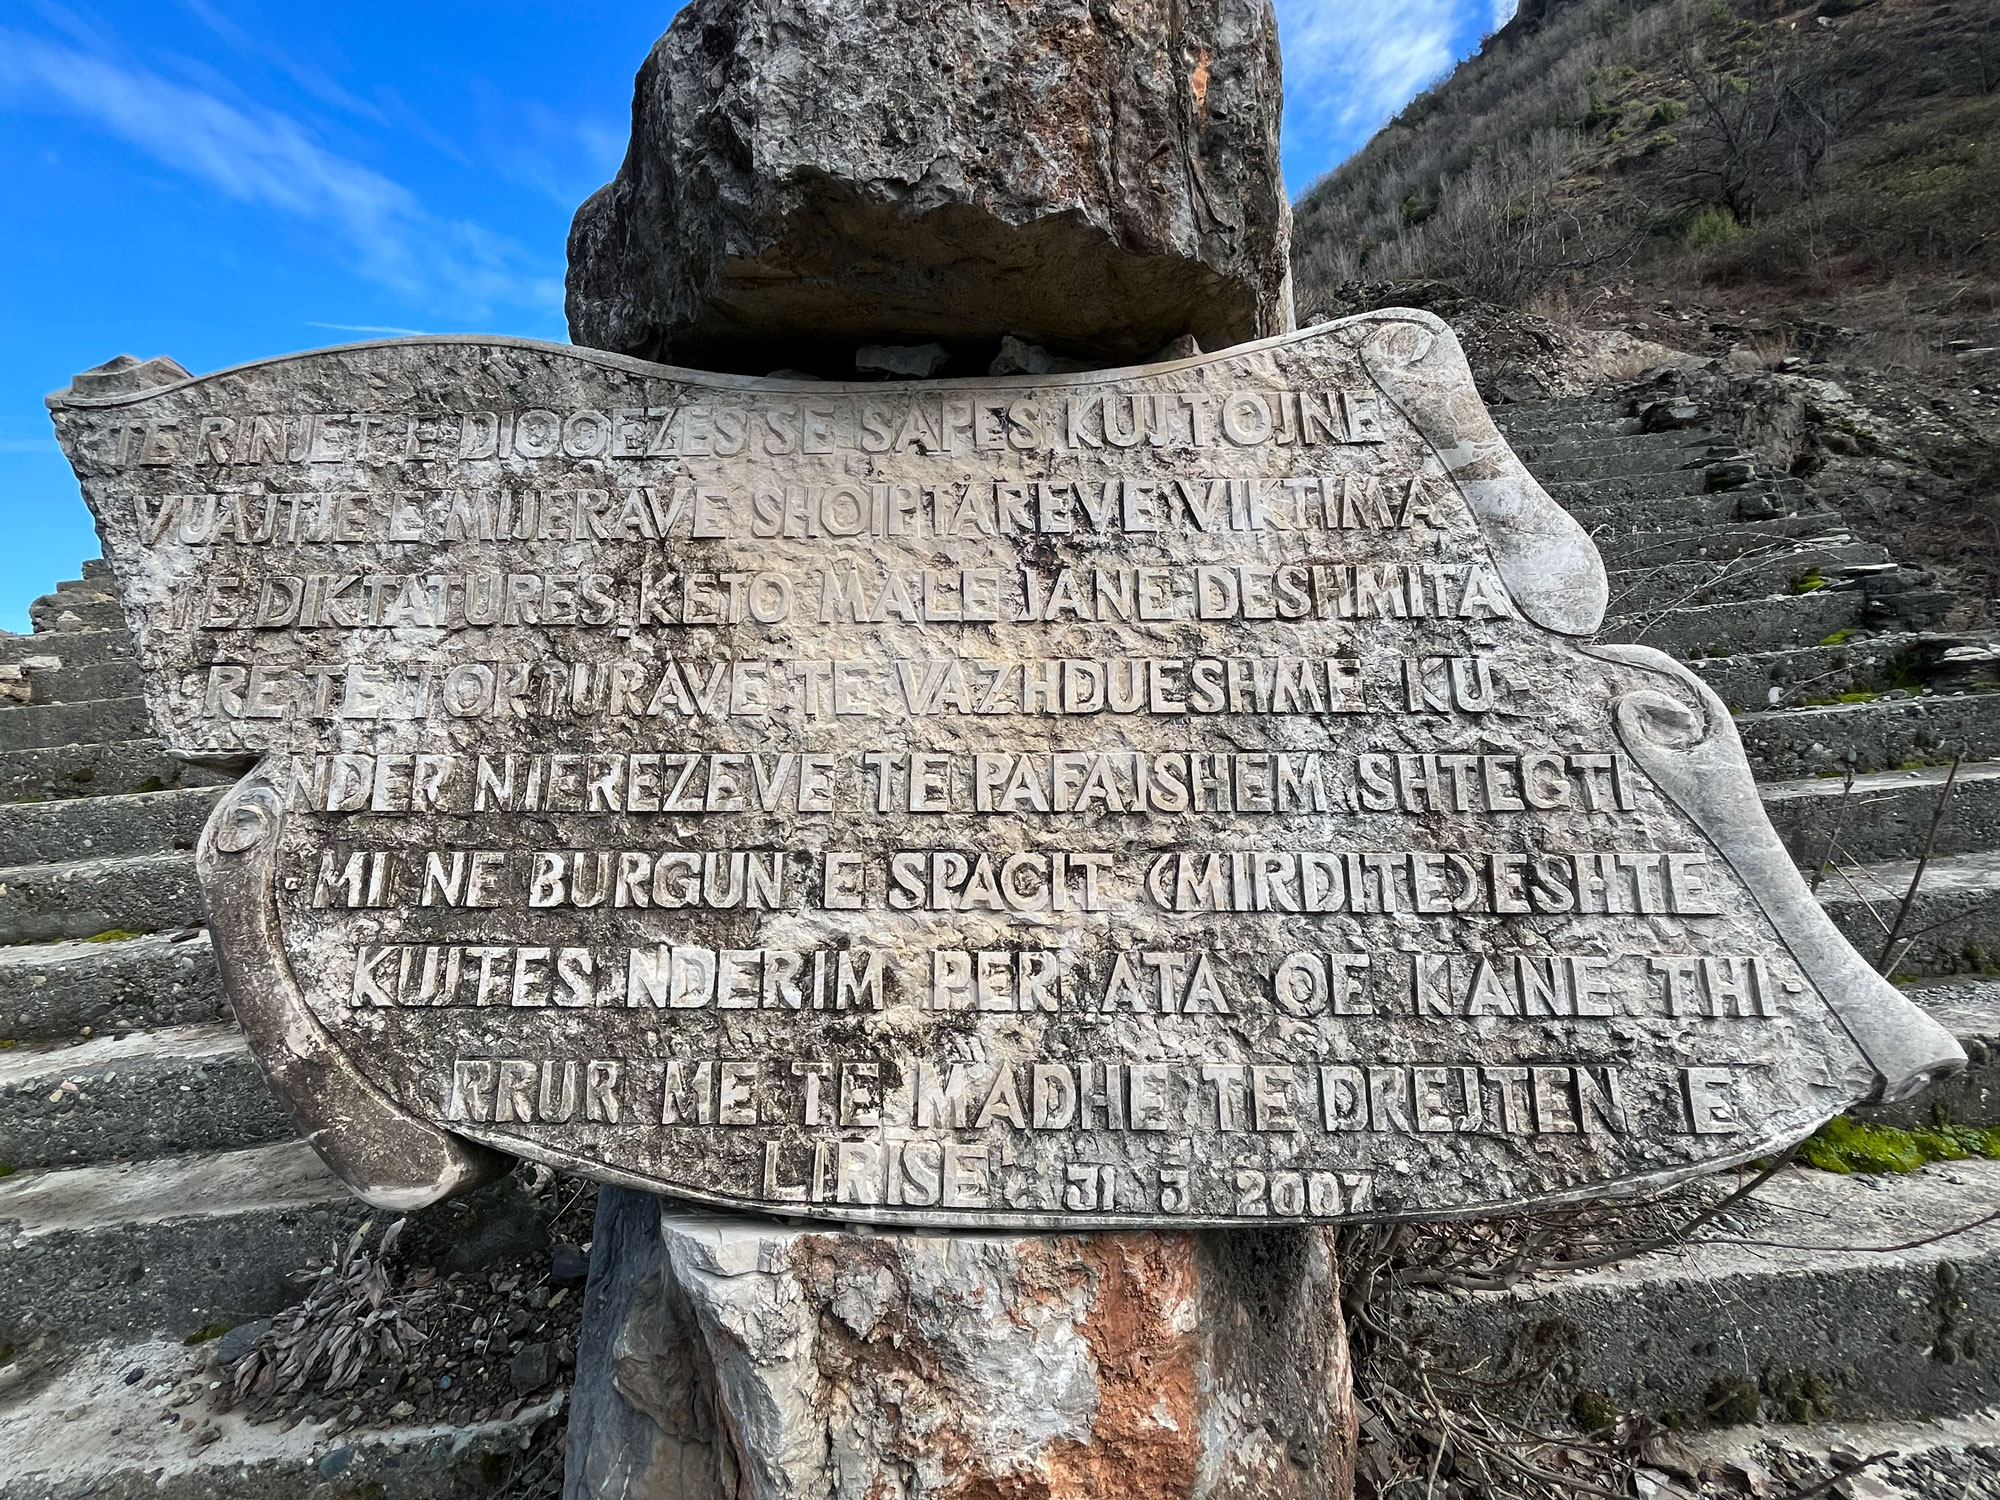 TE RINJET E DIOQEZES SE SAPES KUJTOJNE
VUAJTJE E MIJERAVE SHQIPTAREVE VIKTIMA
TE DIKTATURES, KETO MALE JANE DESHMITA
RE TE TORTURAVE TE VAZHDUESHME KU
NDER NJEREZEVE TE PAFAJSHEM SHTEGTI
MI NE BURGUN E SPAÇIT (MIRDITE) ESHTE
KUJTES NDERIM PER ATA QE KANE THI-
RRUR ME TE MADHE TE DREJTEN E
LIRISE 31 3 2007